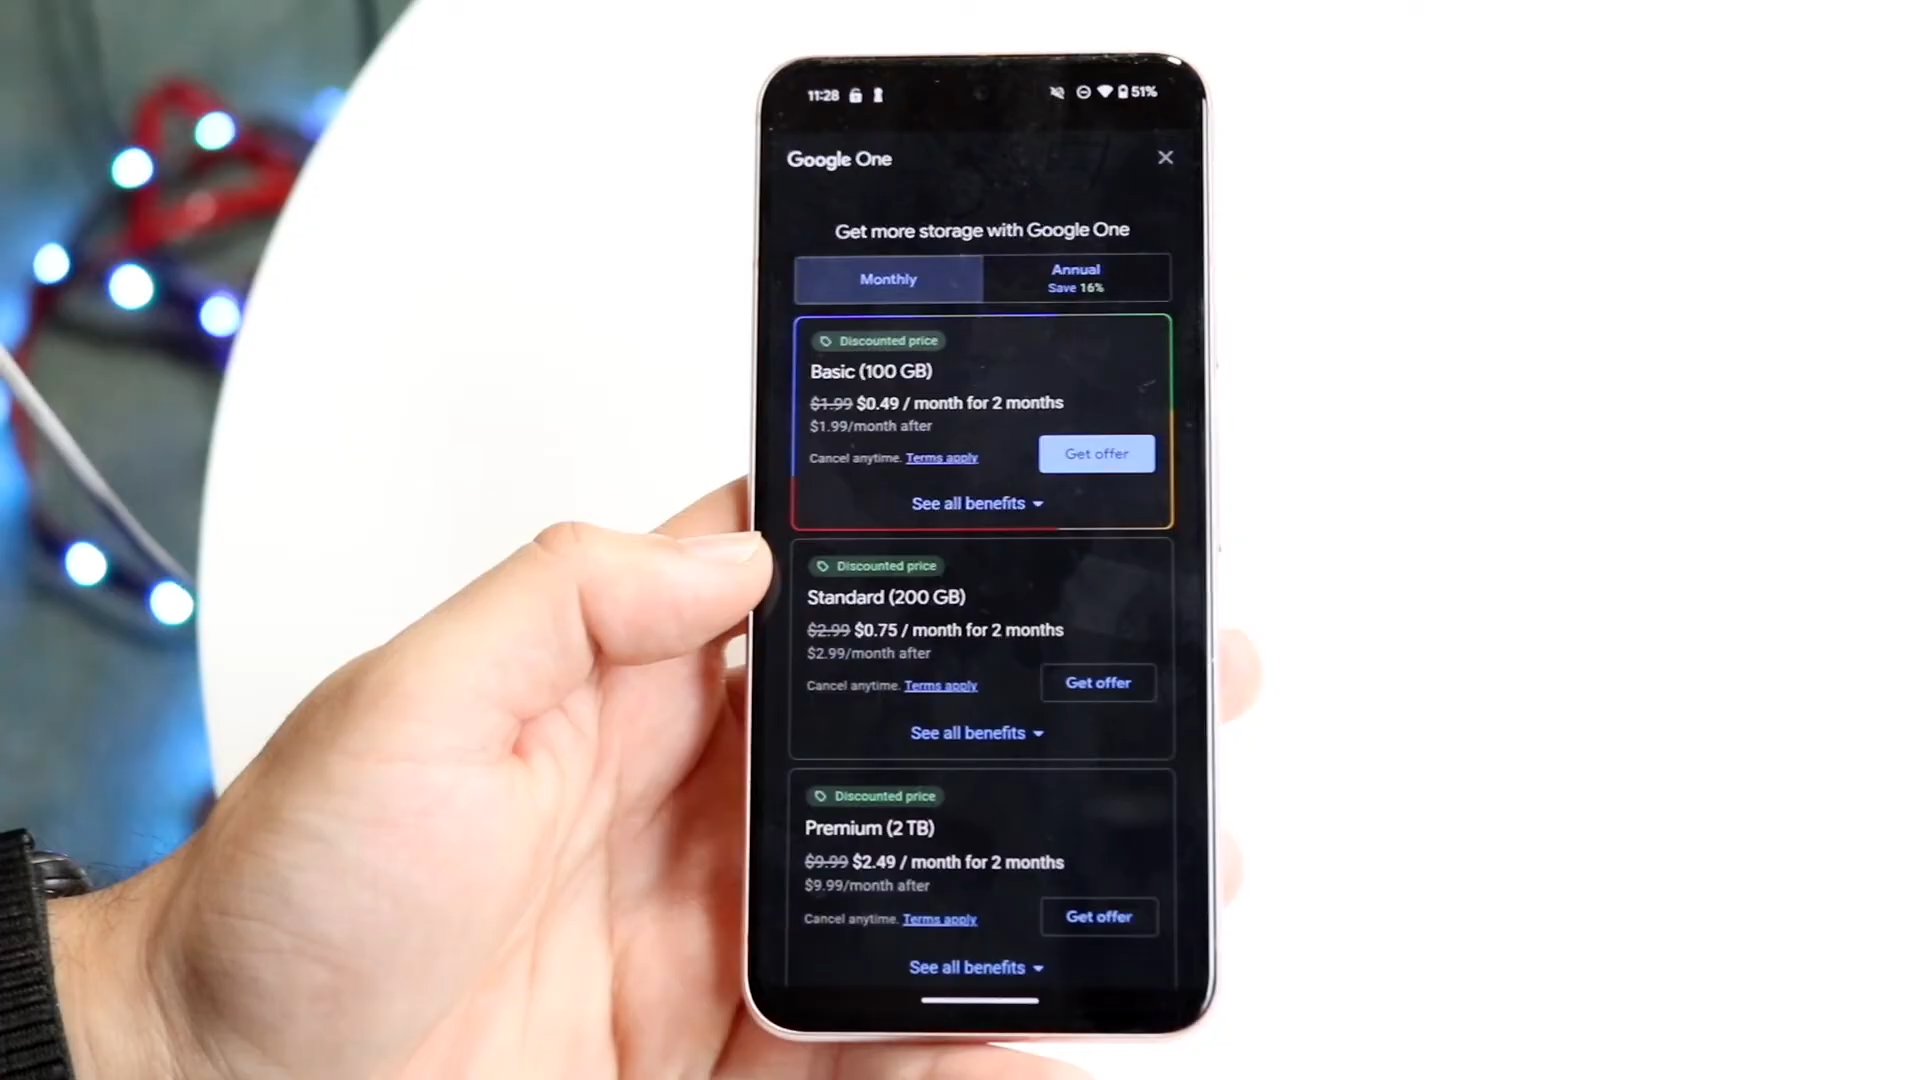 11:28
51%
Google One
Get more storage with Google One
Monthly
Annual
Save 16%
Discounted price
Basic (100 GB)
$1.99 $0.49 / month for 2 months
$1.99/month after
Cancel anytime. Terms apply
Get offer
See all benefits
Discounted price
Standard (200 GB)
$2.99 $0.75 / month for 2 months
$2.99/month after
Cancel anytime. Terms apply
Get offer
See all benefits
Discounted price
Premium (2 TB)
$9.99 $2.49 / month for 2 months
$9.99/month after
Cancel anytime. Terms apply
Get offer
See all benefits